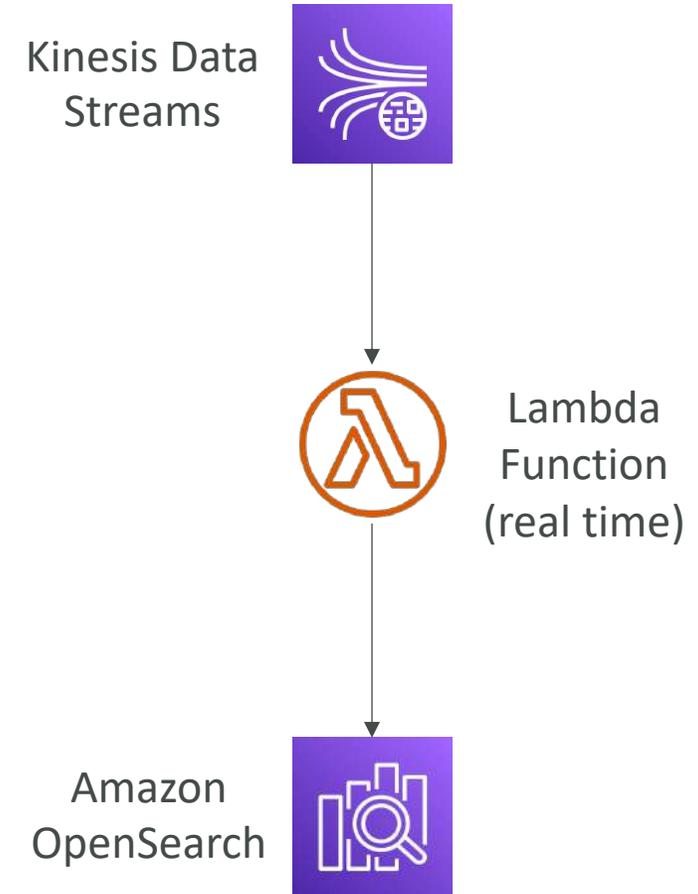 Kinesis Data
Streams
Lambda
Function
(real time)
Amazon
OpenSearch